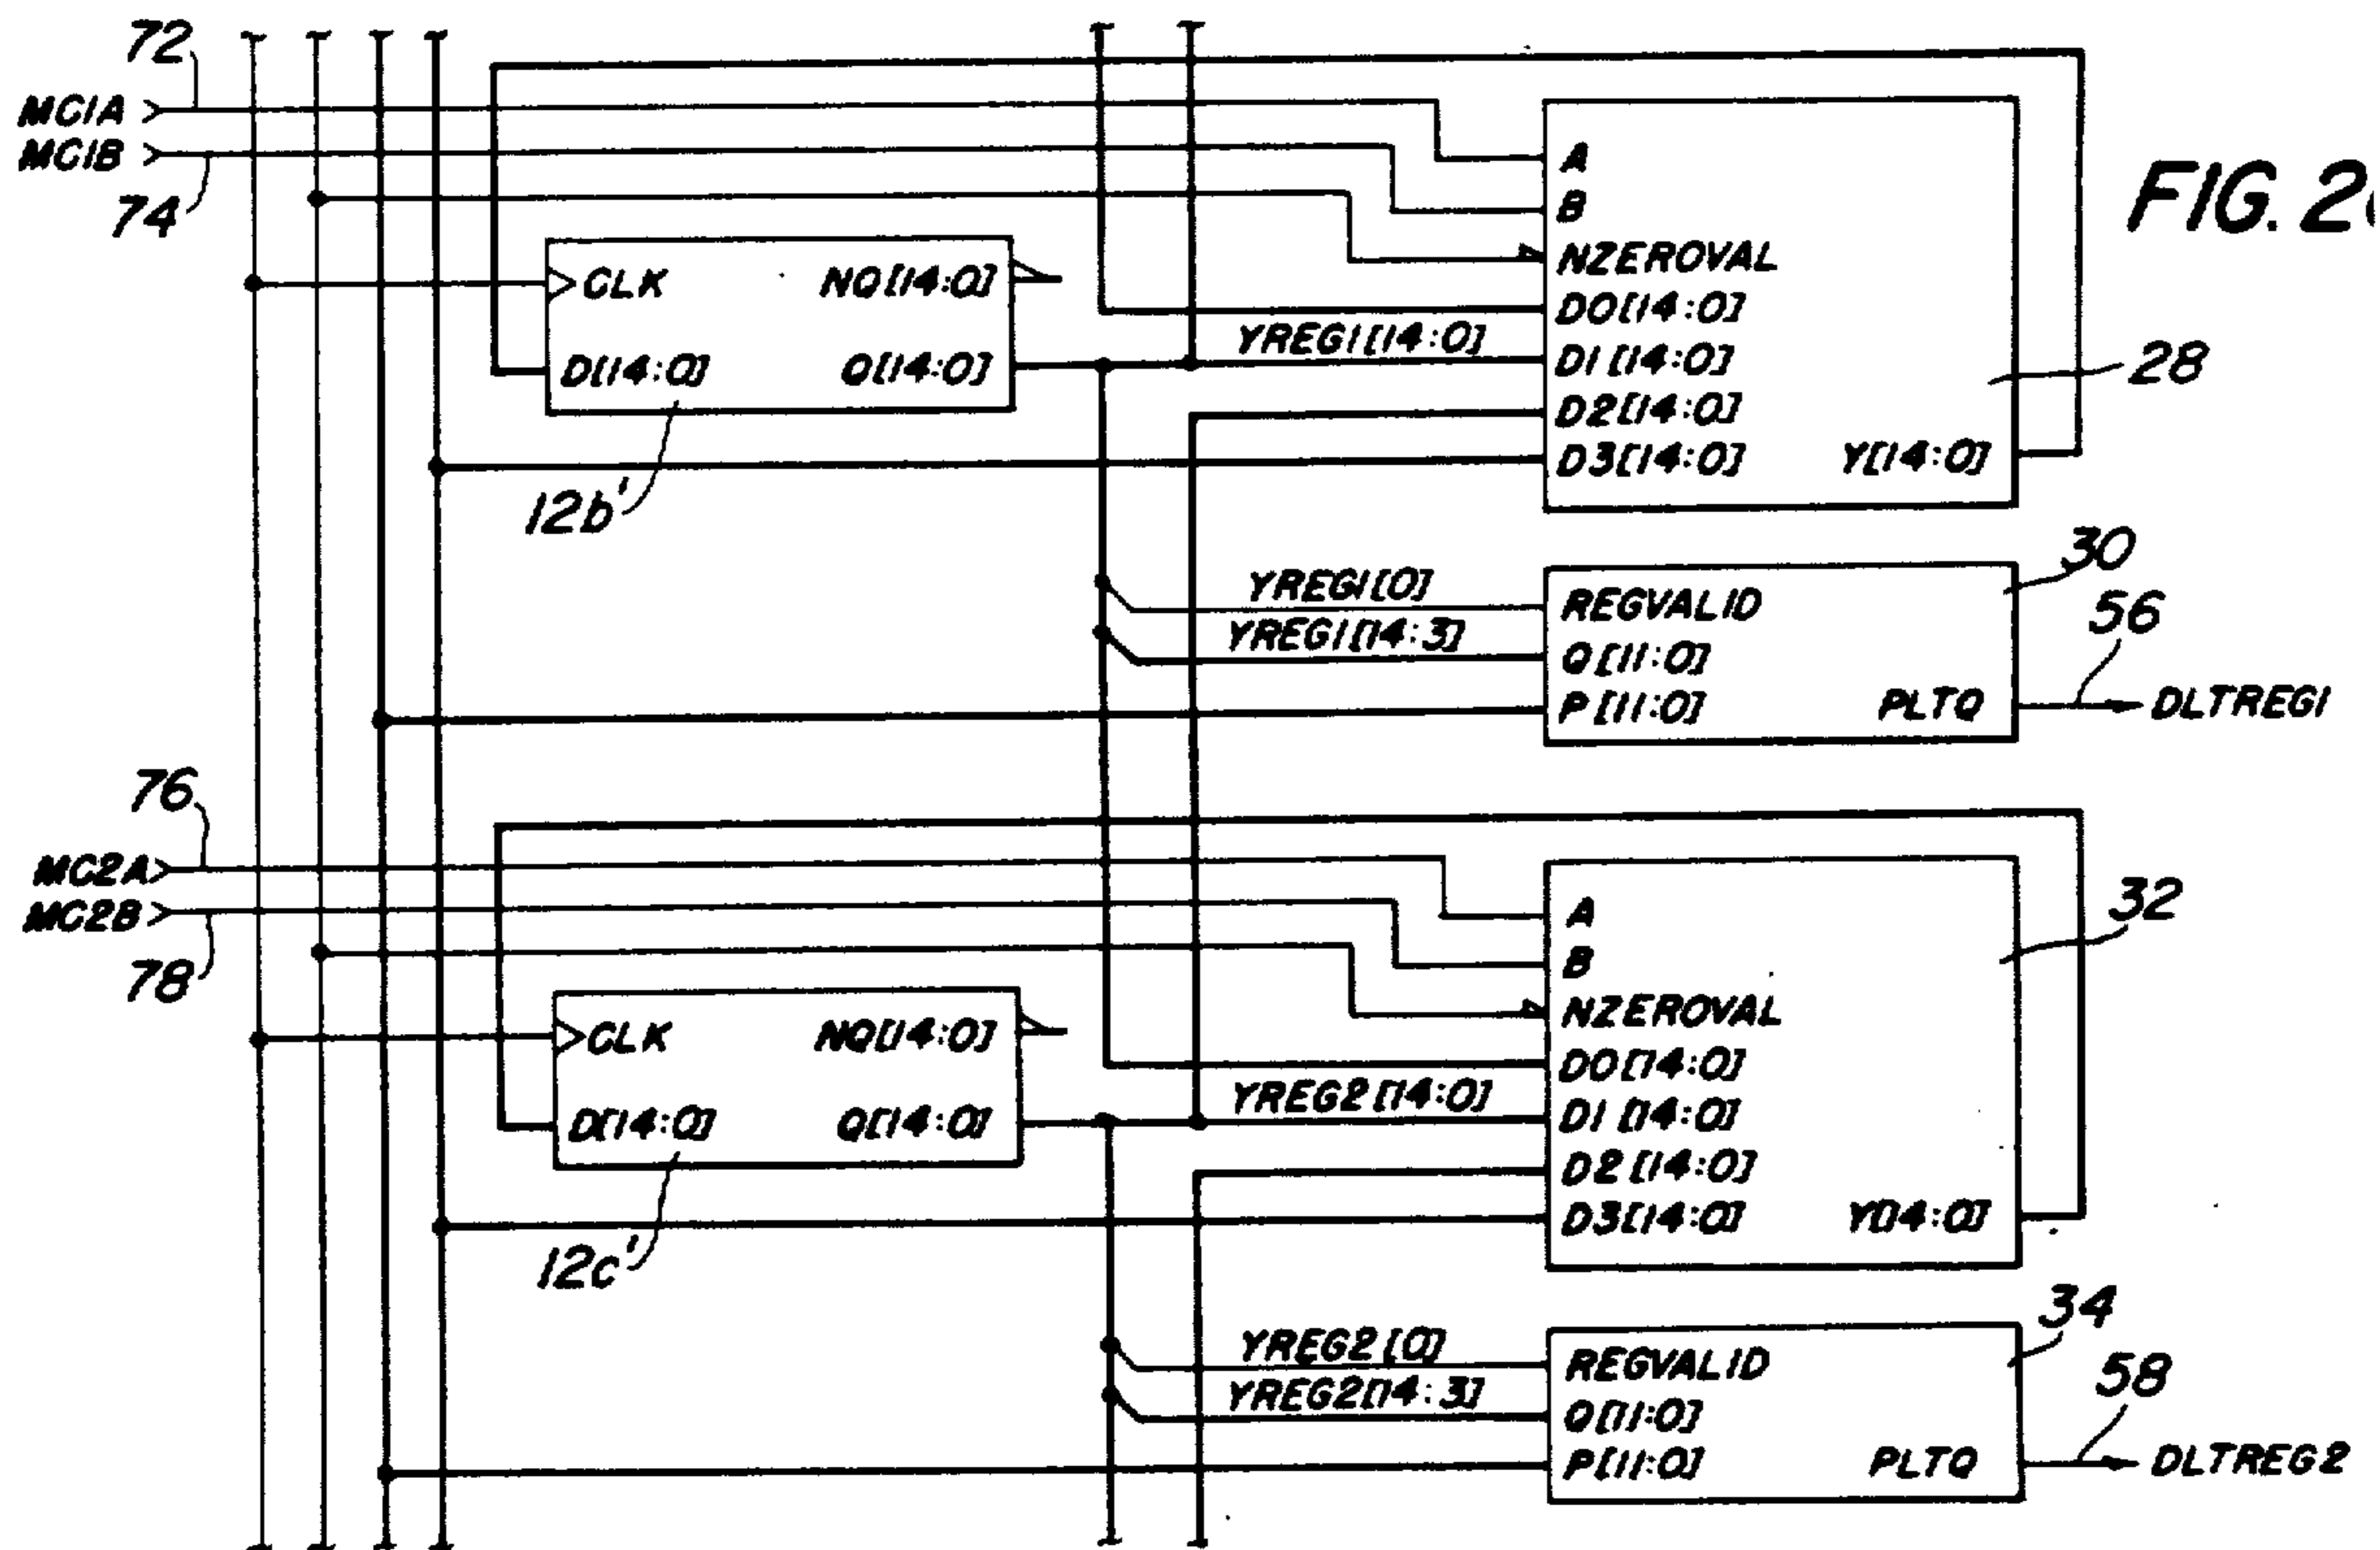 72
MC1A
MC1B
74
FIG. 2
A
B
NZEROVAL
D0[14:0]
D1[14:0]
D2[14:0]
D3[14:0]
Y[14:0]
28
CLK
NQ[14:0]
D[14:0]
Q[14:0]
YREG1[14:0]
12b'
30
YREG1[0]
REGVALID
YREG1[14:3]
Q[11:0]
P[11:0]
PLTQ
56
DLTREG1
76
MC2A
MC2B
78
A
B
NZEROVAL
D0[14:0]
D1[14:0]
D2[14:0]
D3[14:0]
Y[14:0]
32
CLK
NQ[14:0]
D[14:0]
Q[14:0]
YREG2[14:0]
12c'
34
YREG2[0]
REGVALID
YREG2[14:3]
Q[11:0]
P[11:0]
PLTQ
58
DLTREG2